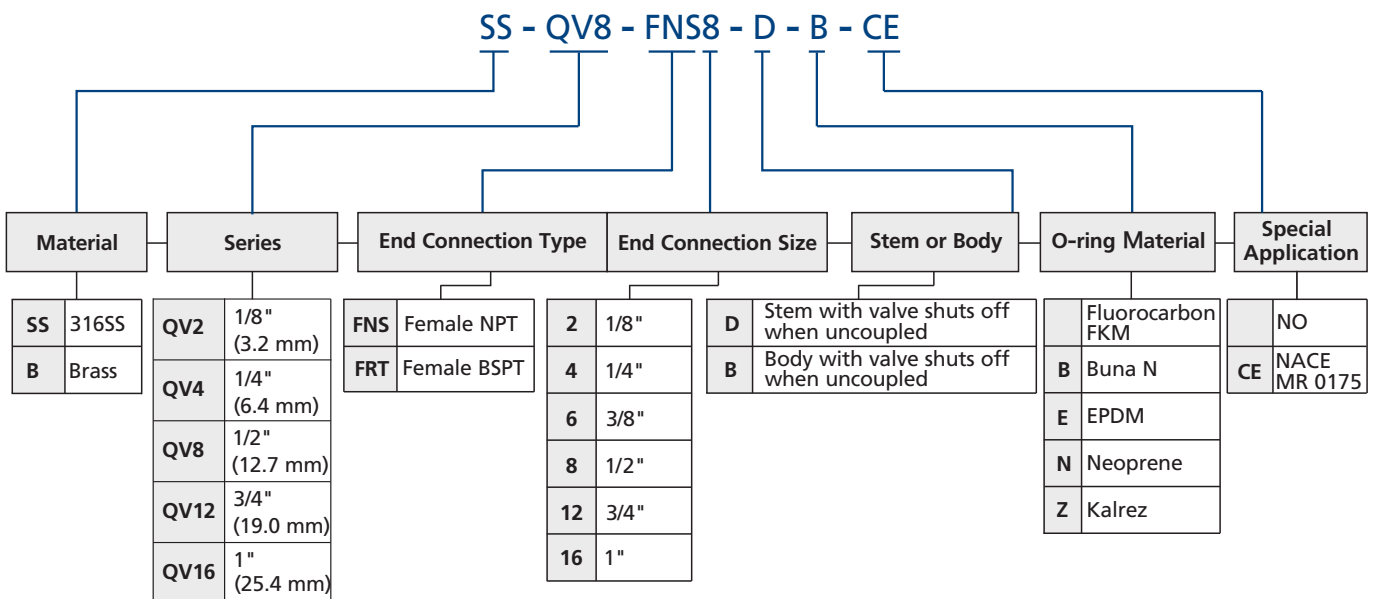 SS - QV8 - FNS8 - D - B - CE
Material
SS 316SS
B Brass
Series
QV2 1/8"
(3.2 mm)
QV4 1/4"
(6.4 mm)
QV8 1/2"
(12.7 mm)
QV12 3/4"
(19.0 mm)
QV16 1"
(25.4 mm)
End Connection Type
FNS Female NPT
FRT Female BSPT
End Connection Size
2 1/8"
4 1/4"
6 3/8"
8 1/2"
12 3/4"
16 1"
Stem or Body
D Stem with valve shuts off
when uncoupled
B Body with valve shuts off
when uncoupled
O-ring Material
Fluorocarbon
FKM
B Buna N
E EPDM
N Neoprene
Z Kalrez
Special
Application
NO
CE NACE
MR 0175